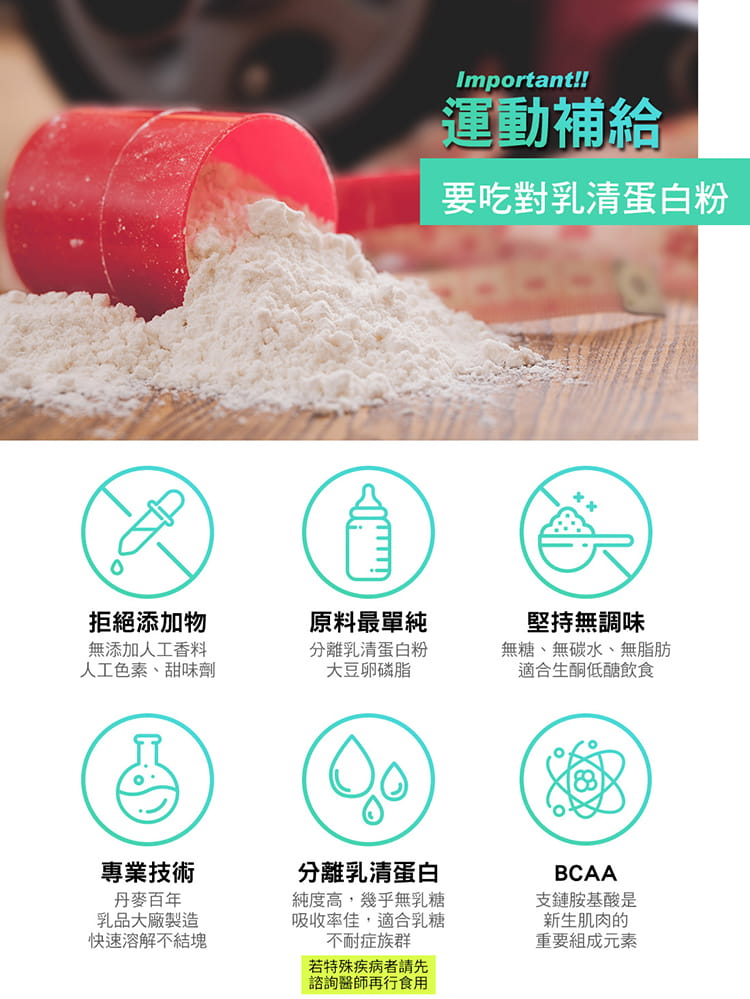 Important!!
運動補給
要吃對乳清蛋白粉
拒絕添加物
無添加人工香料
人工色素、甜味劑
原料最單純
分離乳清蛋白粉
大豆卵磷脂
堅持無調味
無糖、無碳水、無脂肪
適合生酮低醣飲食
專業技術
丹麥百年
乳品大廠製造
快速溶解不結塊
分離乳清蛋白
純度高，幾乎無乳糖
吸收率佳，適合乳糖
不耐症族群
若特殊疾病者請先
諮詢醫師再行食用
BCAA
支鏈胺基酸是
新生肌肉的
重要組成元素